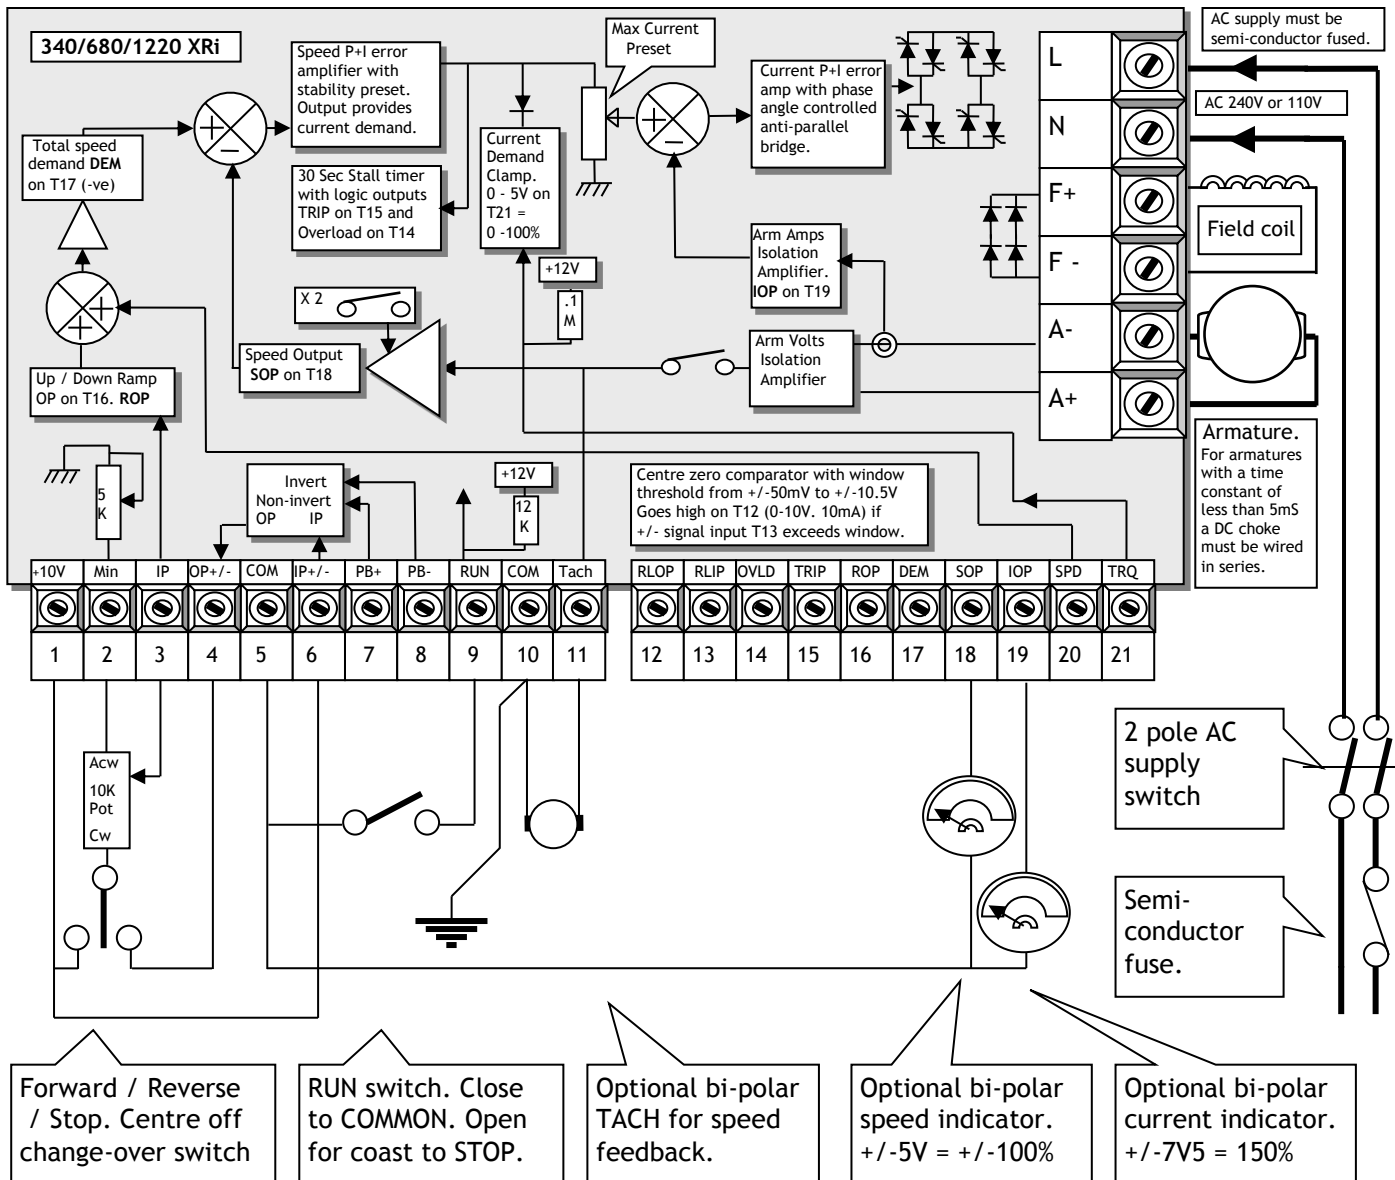 340/680/1220 XRi
Speed P+I error
amplifier with
stability preset.
Output provides
current demand.
Max Current
Preset
Current P+I error
amp with phase
angle controlled
anti-parallel
bridge.
AC supply must be
semi-conductor fused.
AC 240V or 110V
L
N
F+
F -
A-
A+
Field coil
Total speed
demand DEM
on T17 (-ve)
+
−
+
−
30 Sec Stall timer
with logic outputs
TRIP on T15 and
Overload on T14
Current
Demand
Clamp.
0 - 5V on
T21 =
0 -100%
Arm Amps
Isolation
Amplifier.
IOP on T19
+12V
.1
M
X 2
+
+
Speed Output
SOP on T18
Arm Volts
Isolation
Amplifier
Up / Down Ramp
OP on T16. ROP
5
K
Invert
Non-invert
OP IP
+12V
12
K
Centre zero comparator with window
threshold from +/-50mV to +/-10.5V
Goes high on T12 (0-10V. 10mA) if
+/- signal input T13 exceeds window.
Armature.
For armatures
with a time
constant of
less than 5mS
a DC choke
must be wired
in series.
+10V Min IP OP+/- COM IP+/- PB+ PB- RUN COM Tach RLOP RLIP OVLD TRIP ROP DEM SOP IOP SPD TRQ
1 2 3 4 5 6 7 8 9 10 11 12 13 14 15 16 17 18 19 20 21
Acw
10K
Pot
Cw
2 pole AC
supply
switch
Semi-
conductor
fuse.
Forward / Reverse
/ Stop. Centre off
change-over switch
RUN switch. Close
to COMMON. Open
for coast to STOP.
Optional bi-polar
TACH for speed
feedback.
Optional bi-polar
speed indicator.
+/-5V = +/-100%
Optional bi-polar
current indicator.
+/-7V5 = 150%